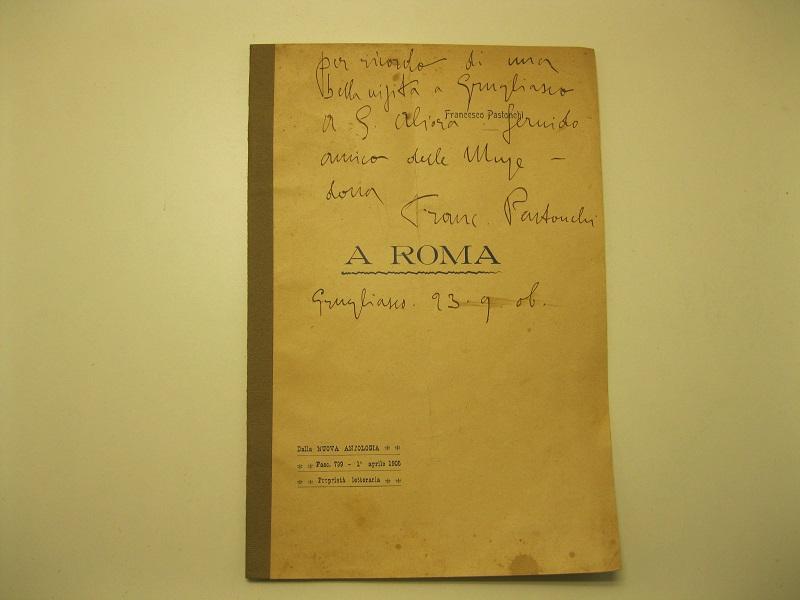 per ricordo di una
bella visita a Grugliasco
Francesco Pastonchi
a G. fervido
amico delle Muse –
dona
Franc. Pastonchi
A ROMA
Grugliasco. 23. 9. 06.
Dalla NUOVA ANTOLOGIA * *
* * Fasc. 799 - 1° aprile 1905
* * Proprietà letteraria * *